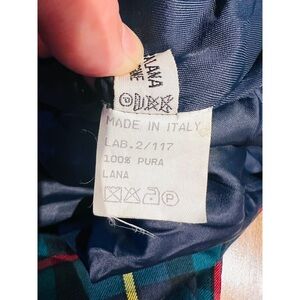 MADE IN ITALY
LAB.2/117
100% PURA
LANA
P